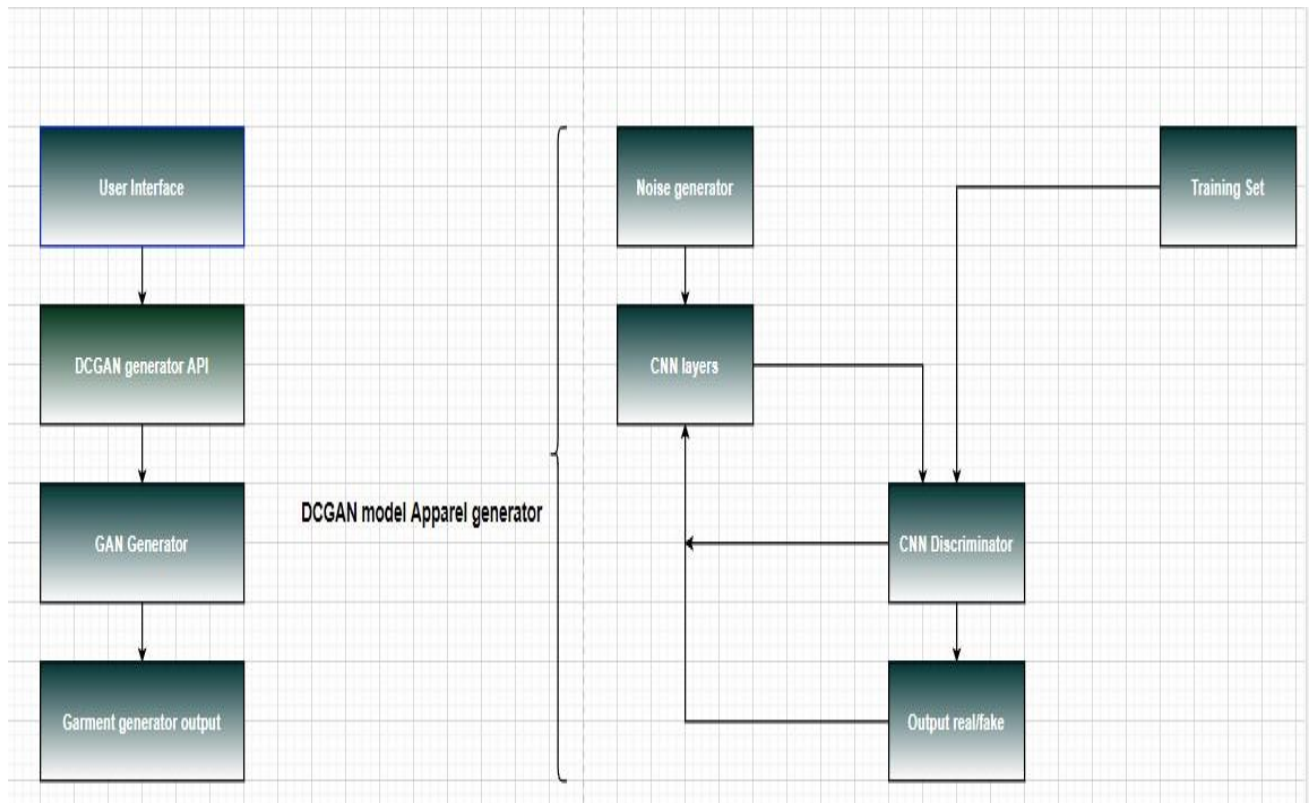 User Interface
DCGAN generator API
GAN Generator
Garment generator output
DCGAN model Apparel generator
Noise generator
Training Set
CNN layers
CNN Discriminator
Output real/fake